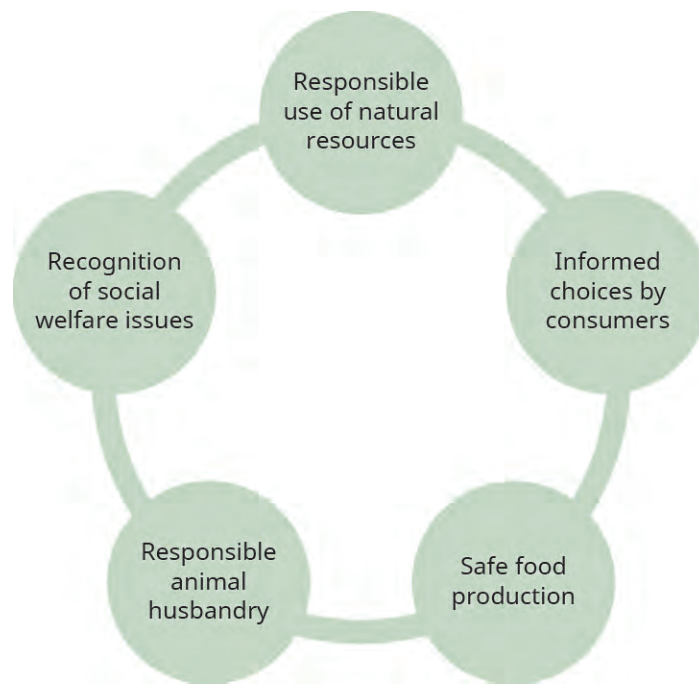 Responsible
use of natural
resources
Informed
choices by
consumers
Safe food
production
Responsible
animal
husbandry
Recognition
of social
welfare issues